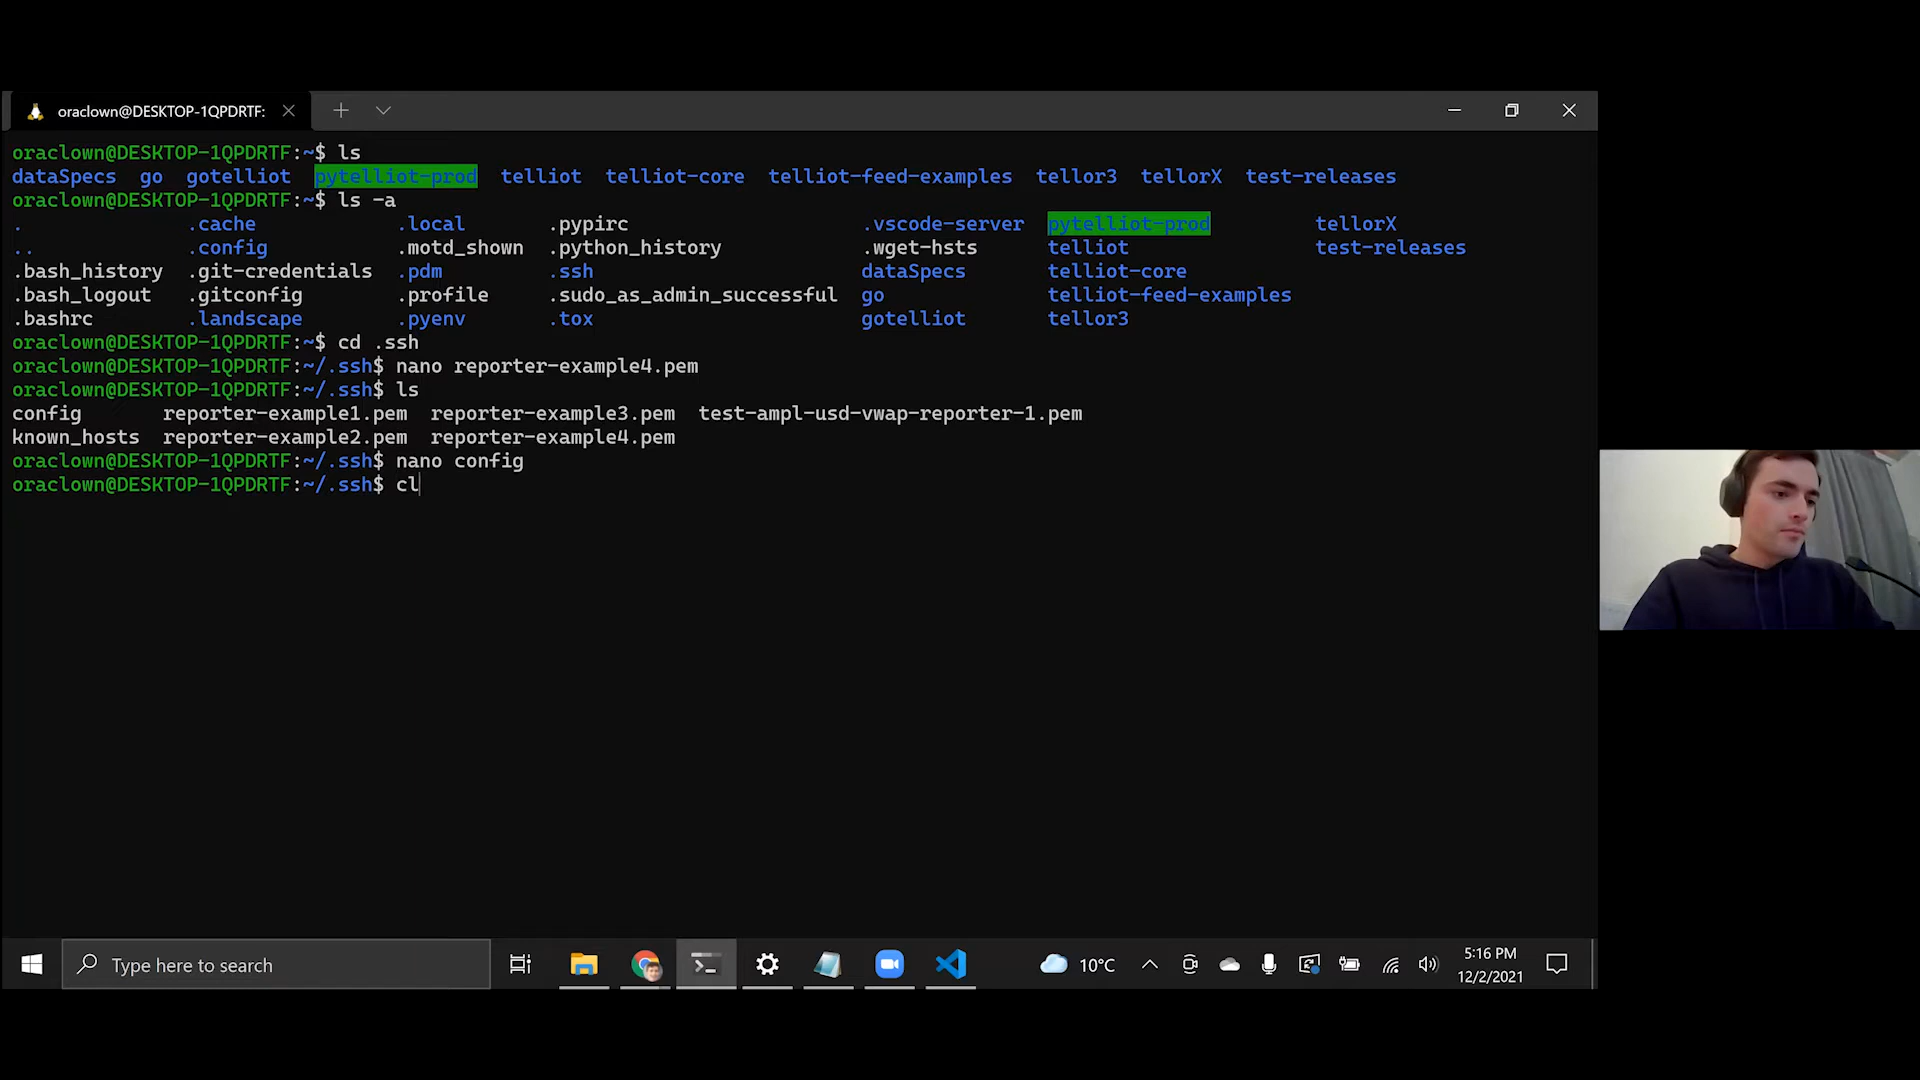 oraclown@DESKTOP-1QPDRTF:
oraclown@DESKTOP-1QPDRTF:~$ ls
dataSpecs go gotelliot pytelliot-prod telliot telliot-core telliot-feed-examples tellor3 tellorX test-releases
oraclown@DESKTOP-1QPDRTF:~$ ls -a
. .cache .local .pypirc .vscode-server pytelliot-prod tellorX
.. .config .motd_shown .python_history .wget-hsts telliot test-releases
.bash_history .git-credentials .pdm .ssh dataSpecs telliot-core
.bash_logout .gitconfig .profile .sudo_as_admin_successful go telliot-feed-examples
.bashrc .landscape .pyenv .tox gotelliot tellor3
oraclown@DESKTOP-1QPDRTF:~$ cd .ssh
oraclown@DESKTOP-1QPDRTF:~/.ssh$ nano reporter-example4.pem
oraclown@DESKTOP-1QPDRTF:~/.ssh$ ls
config reporter-example1.pem reporter-example3.pem test-ampl-usd-vwap-reporter-1.pem
known_hosts reporter-example2.pem reporter-example4.pem
oraclown@DESKTOP-1QPDRTF:~/.ssh$ nano config
oraclown@DESKTOP-1QPDRTF:~/.ssh$ cl
Type here to search
10°C
5:16 PM
12/2/2021